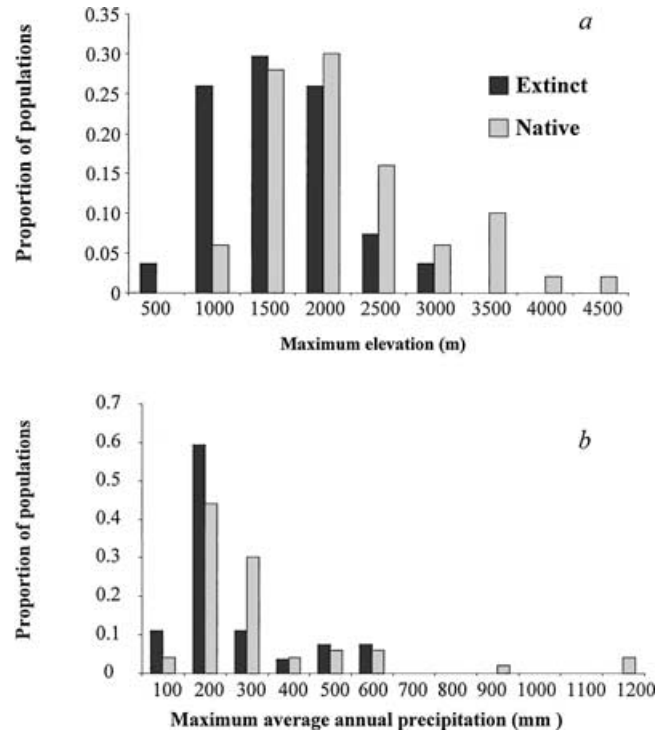 a
Proportion of populations
0.35
0.30
0.25
0.20
0.15
0.10
0.05
0
Extinct
Native
500 1000 1500 2000 2500 3000 3500 4000 4500
Maximum elevation (m)
b
Proportion of populations
0.7
0.6
0.5
0.4
0.3
0.2
0.1
0
100 200 300 400 500 600 700 800 900 1000 1100 1200
Maximum average annual precipitation (mm )